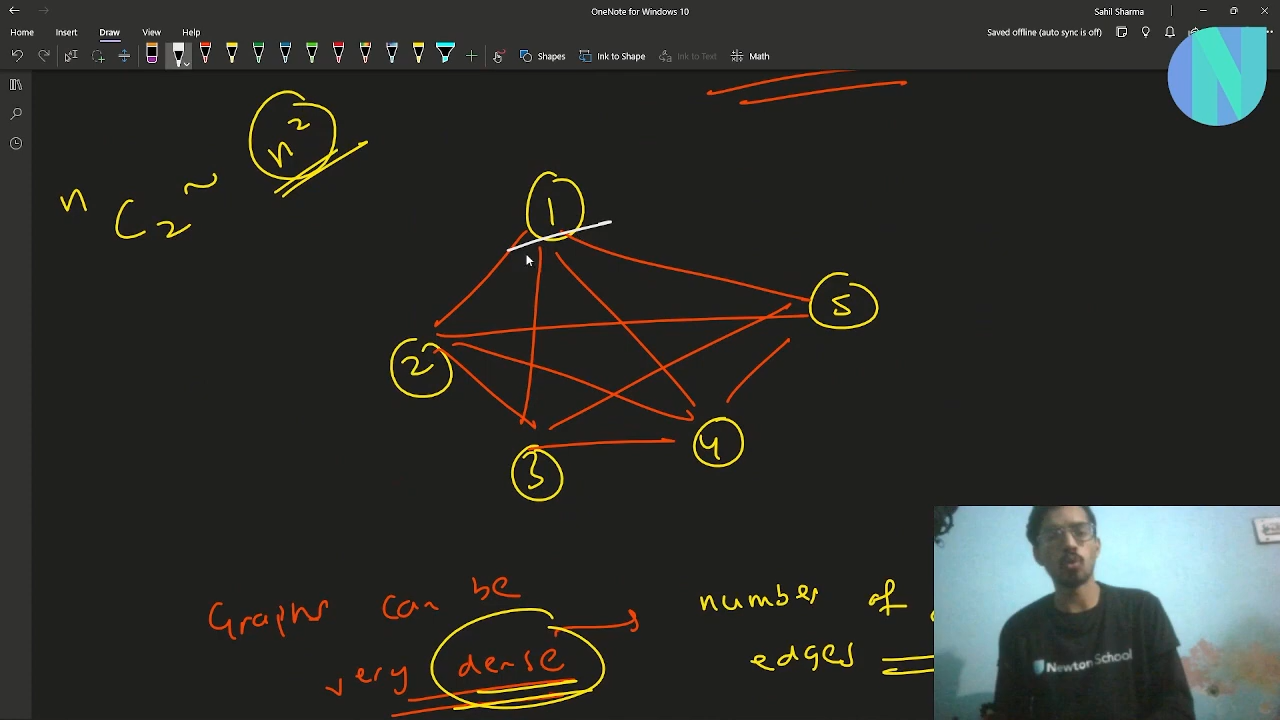 OneNote for Windows 10
Sahil Sharma
Home Insert Draw View Help
Saved offline (auto sync is off)
Shapes Ink to Shape Ink to Text Math
n C2 ~ n²
1
5
2
4
3
Graphs can be
very dense
number of
edges
Newton School